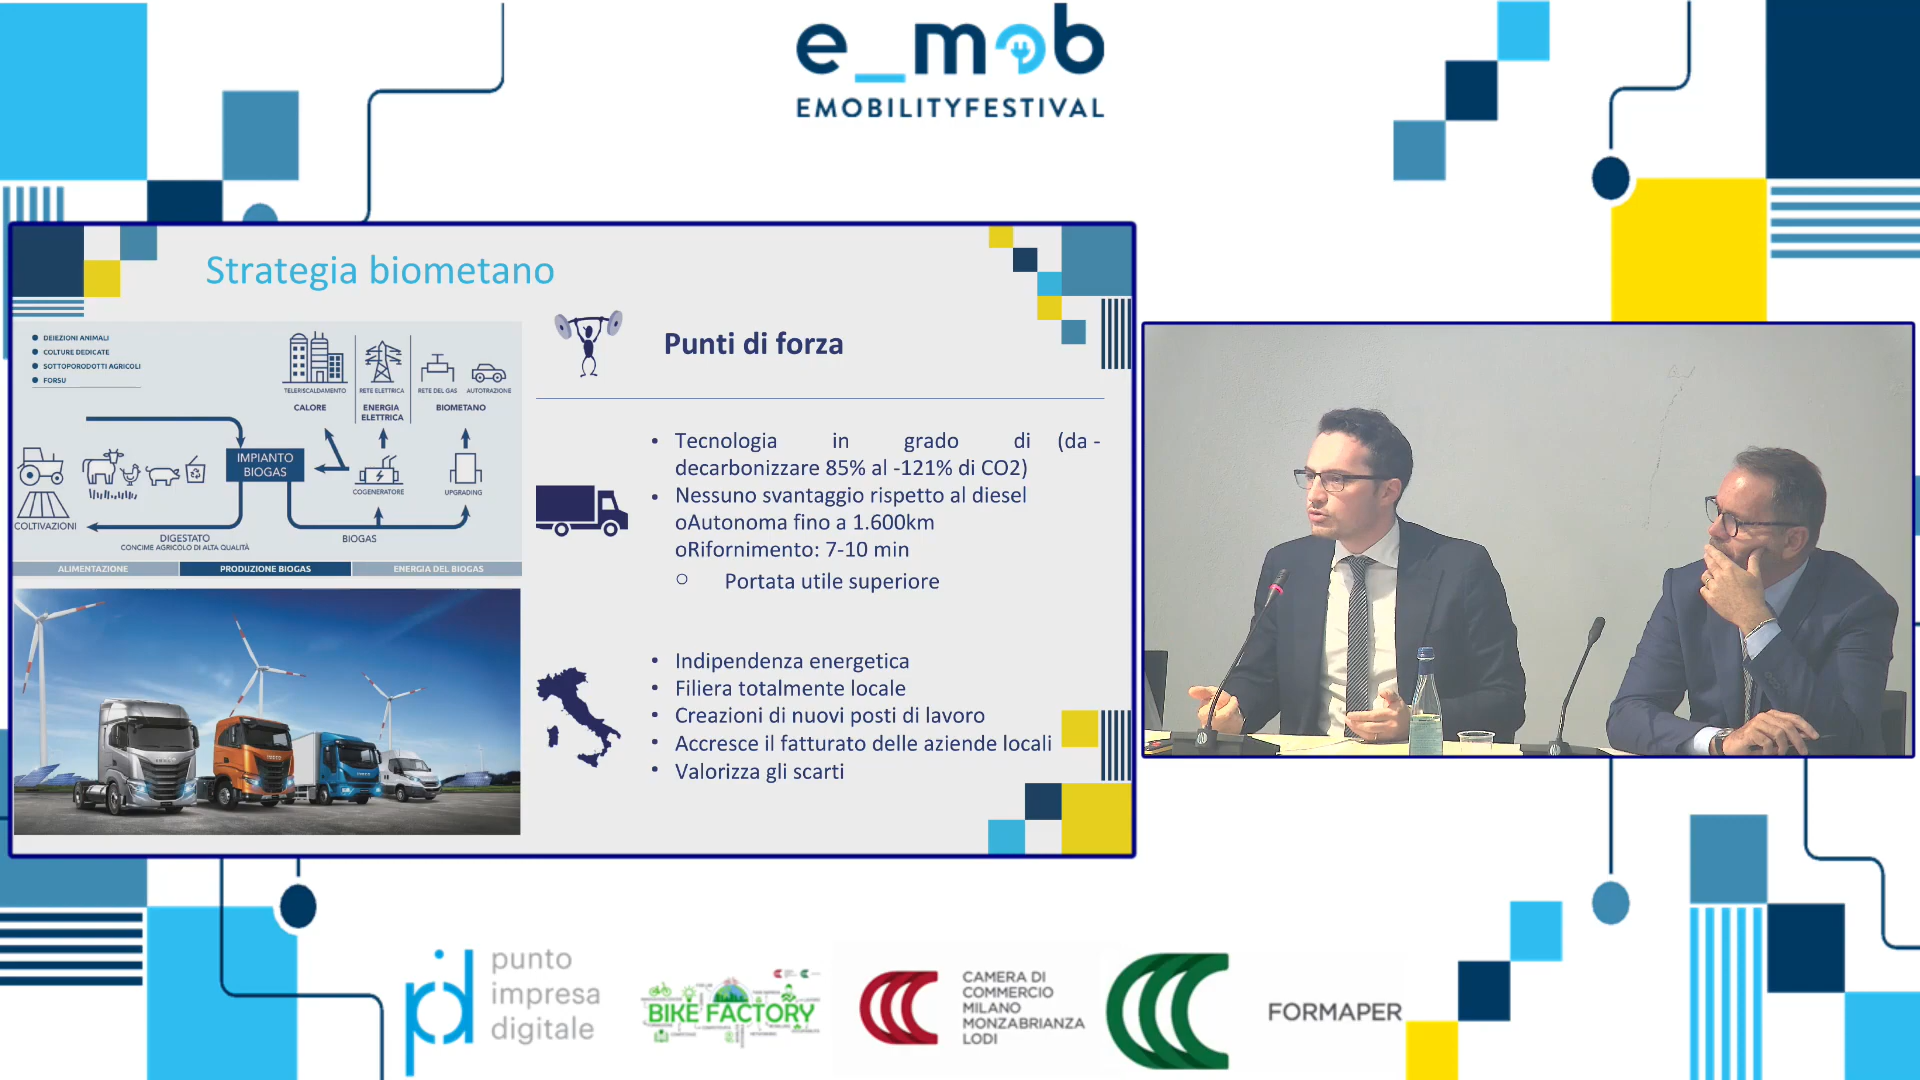 e_mob
EMOBILITYFESTIVAL
Strategia biometano
DEIEZIONI ANIMALI
COLTURE DEDICATE
SOTTOPORODOTTI AGRICOLI
FORSU
TELERISCALDAMENTO
RETE ELETTRICA
RETE DEL GAS
AUTOTRAZIONE
CALORE
ENERGIA
ELETTRICA
BIOMETANO
IMPIANTO
BIOGAS
COGENERATORE
UPGRADING
COLTIVAZIONI
DIGESTATO
CONCIME AGRICOLO DI ALTA QUALITÀ
BIOGAS
ALIMENTAZIONE
PRODUZIONE BIOGAS
ENERGIA DEL BIOGAS
Punti di forza
• Tecnologia in grado di (da -
decarbonizzare 85% al -121% di CO2)
• Nessuno svantaggio rispetto al diesel
oAutonoma fino a 1.600km
oRifornimento: 7-10 min
○ Portata utile superiore
• Indipendenza energetica
• Filiera totalmente locale
• Creazioni di nuovi posti di lavoro
• Accresce il fatturato delle aziende locali
• Valorizza gli scarti
punto
impresa
digitale
BIKE FACTORY
CAMERA DI
COMMERCIO
MILANO
MONZABRIANZA
LODI
FORMAPER